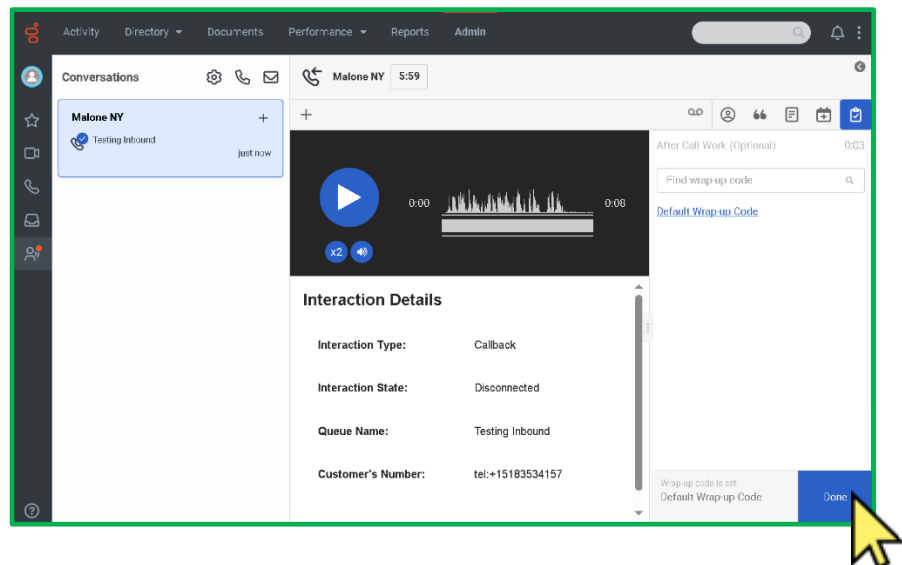 Activity Directory Documents Performance Reports Admin
Conversations
Malone NY 5:59
Malone NY +
Testing Inbound
just now
+
After Call Work (Optional) 0:03
Find wrap-up code
Default Wrap-up Code
0:00 0:08
x2
Interaction Details
Interaction Type: Callback
Interaction State: Disconnected
Queue Name: Testing Inbound
Customer's Number: tel:+15183534157
Wrap-up code is set
Default Wrap-up Code
Done